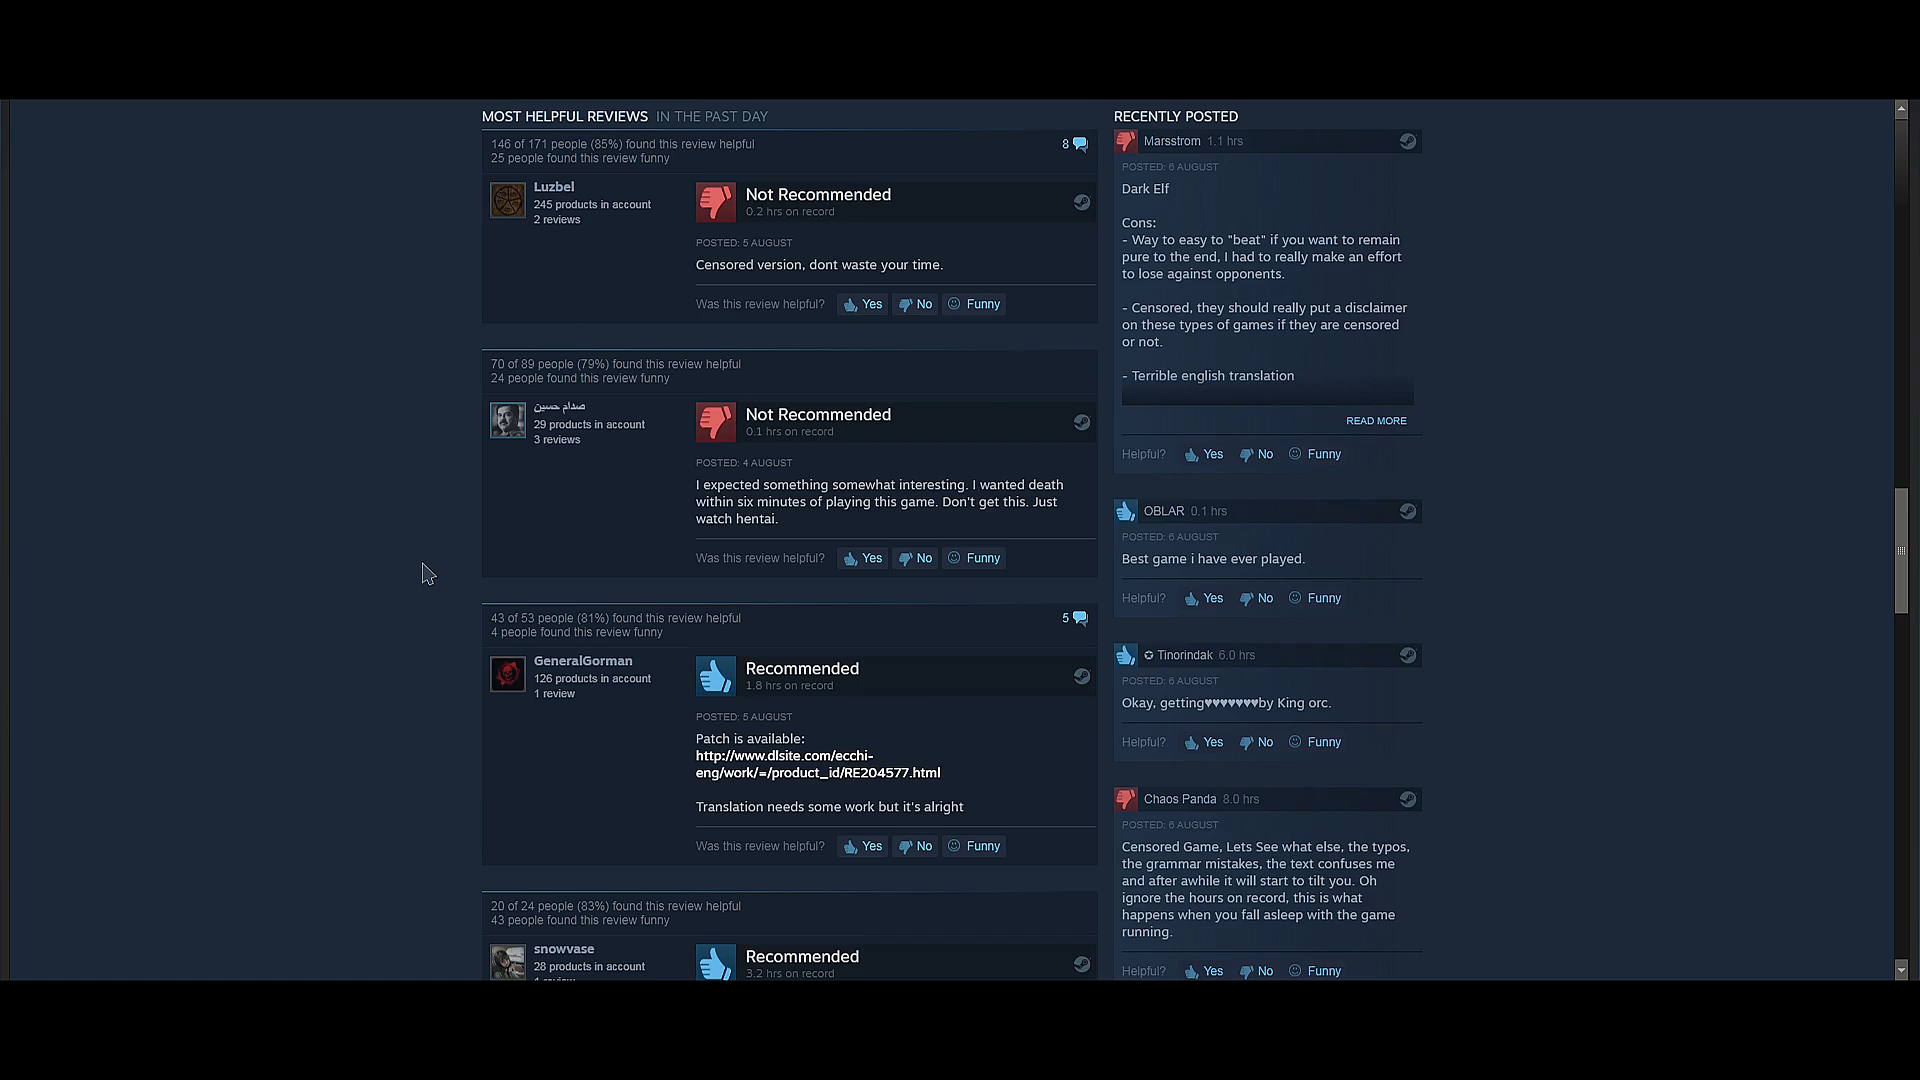 MOST HELPFUL REVIEWS IN THE PAST DAY
146 of 171 people (85%) found this review helpful
25 people found this review funny
8
Luzbel
245 products in account
2 reviews
Not Recommended
0.2 hrs on record
POSTED: 5 AUGUST
Censored version, dont waste your time.
Was this review helpful? Yes No Funny
70 of 89 people (79%) found this review helpful
24 people found this review funny
صدام حسين
29 products in account
3 reviews
Not Recommended
0.1 hrs on record
POSTED: 4 AUGUST
I expected something somewhat interesting. I wanted death
within six minutes of playing this game. Don't get this. Just
watch hentai.
Was this review helpful? Yes No Funny
43 of 53 people (81%) found this review helpful
4 people found this review funny
5
GeneralGorman
126 products in account
1 review
Recommended
1.8 hrs on record
POSTED: 5 AUGUST
Patch is available:
http://www.dlsite.com/ecchi-
eng/work/=/product_id/RE204577.html
Translation needs some work but it's alright
Was this review helpful? Yes No Funny
20 of 24 people (83%) found this review helpful
43 people found this review funny
snowvase
28 products in account
1 review
Recommended
3.2 hrs on record
RECENTLY POSTED
Marsstrom 1.1 hrs
POSTED: 6 AUGUST
Dark Elf
Cons:
- Way to easy to "beat" if you want to remain
pure to the end, I had to really make an effort
to lose against opponents.
- Censored, they should really put a disclaimer
on these types of games if they are censored
or not.
- Terrible english translation
READ MORE
Helpful? Yes No Funny
OBLAR 0.1 hrs
POSTED: 6 AUGUST
Best game i have ever played.
Helpful? Yes No Funny
✪ Tinorindak 6.0 hrs
POSTED: 6 AUGUST
Okay, getting♥♥♥♥♥♥♥by King orc.
Helpful? Yes No Funny
Chaos Panda 8.0 hrs
POSTED: 6 AUGUST
Censored Game, Lets See what else, the typos,
the grammar mistakes, the text confuses me
and after awhile it will start to tilt you. Oh
ignore the hours on record, this is what
happens when you fall asleep with the game
running.
Helpful? Yes No Funny